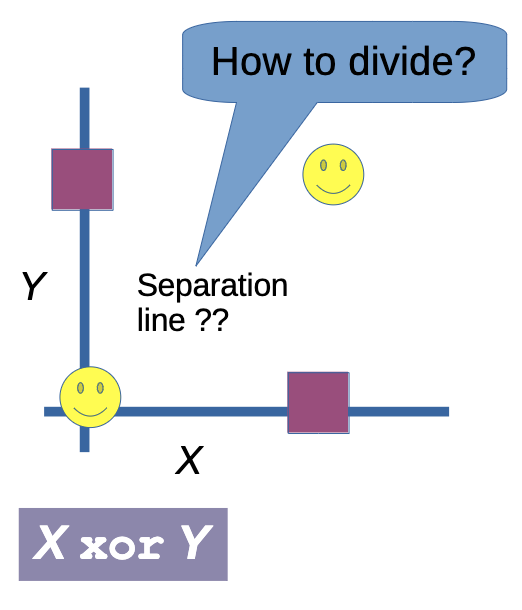 How to divide?
Y
Separation
line ??
X
X xor Y